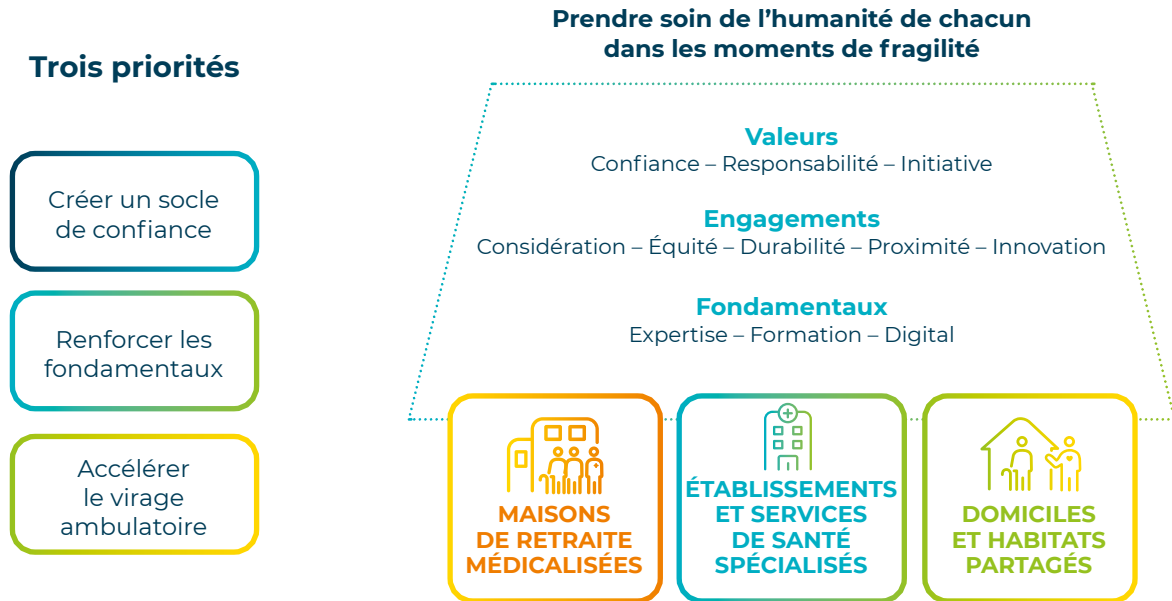 Trois priorités
Créer un socle
de confiance
Renforcer les
fondamentaux
Accélérer
le virage
ambulatoire
Prendre soin de l’humanité de chacun
dans les moments de fragilité
Valeurs
Confiance – Responsabilité – Initiative
Engagements
Considération – Équité – Durabilité – Proximité – Innovation
Fondamentaux
Expertise – Formation – Digital
MAISONS
DE RETRAITE
MÉDICALISÉES
ÉTABLISSEMENTS
ET SERVICES
DE SANTÉ
SPÉCIALISÉS
DOMICILES
ET HABITATS
PARTAGÉS